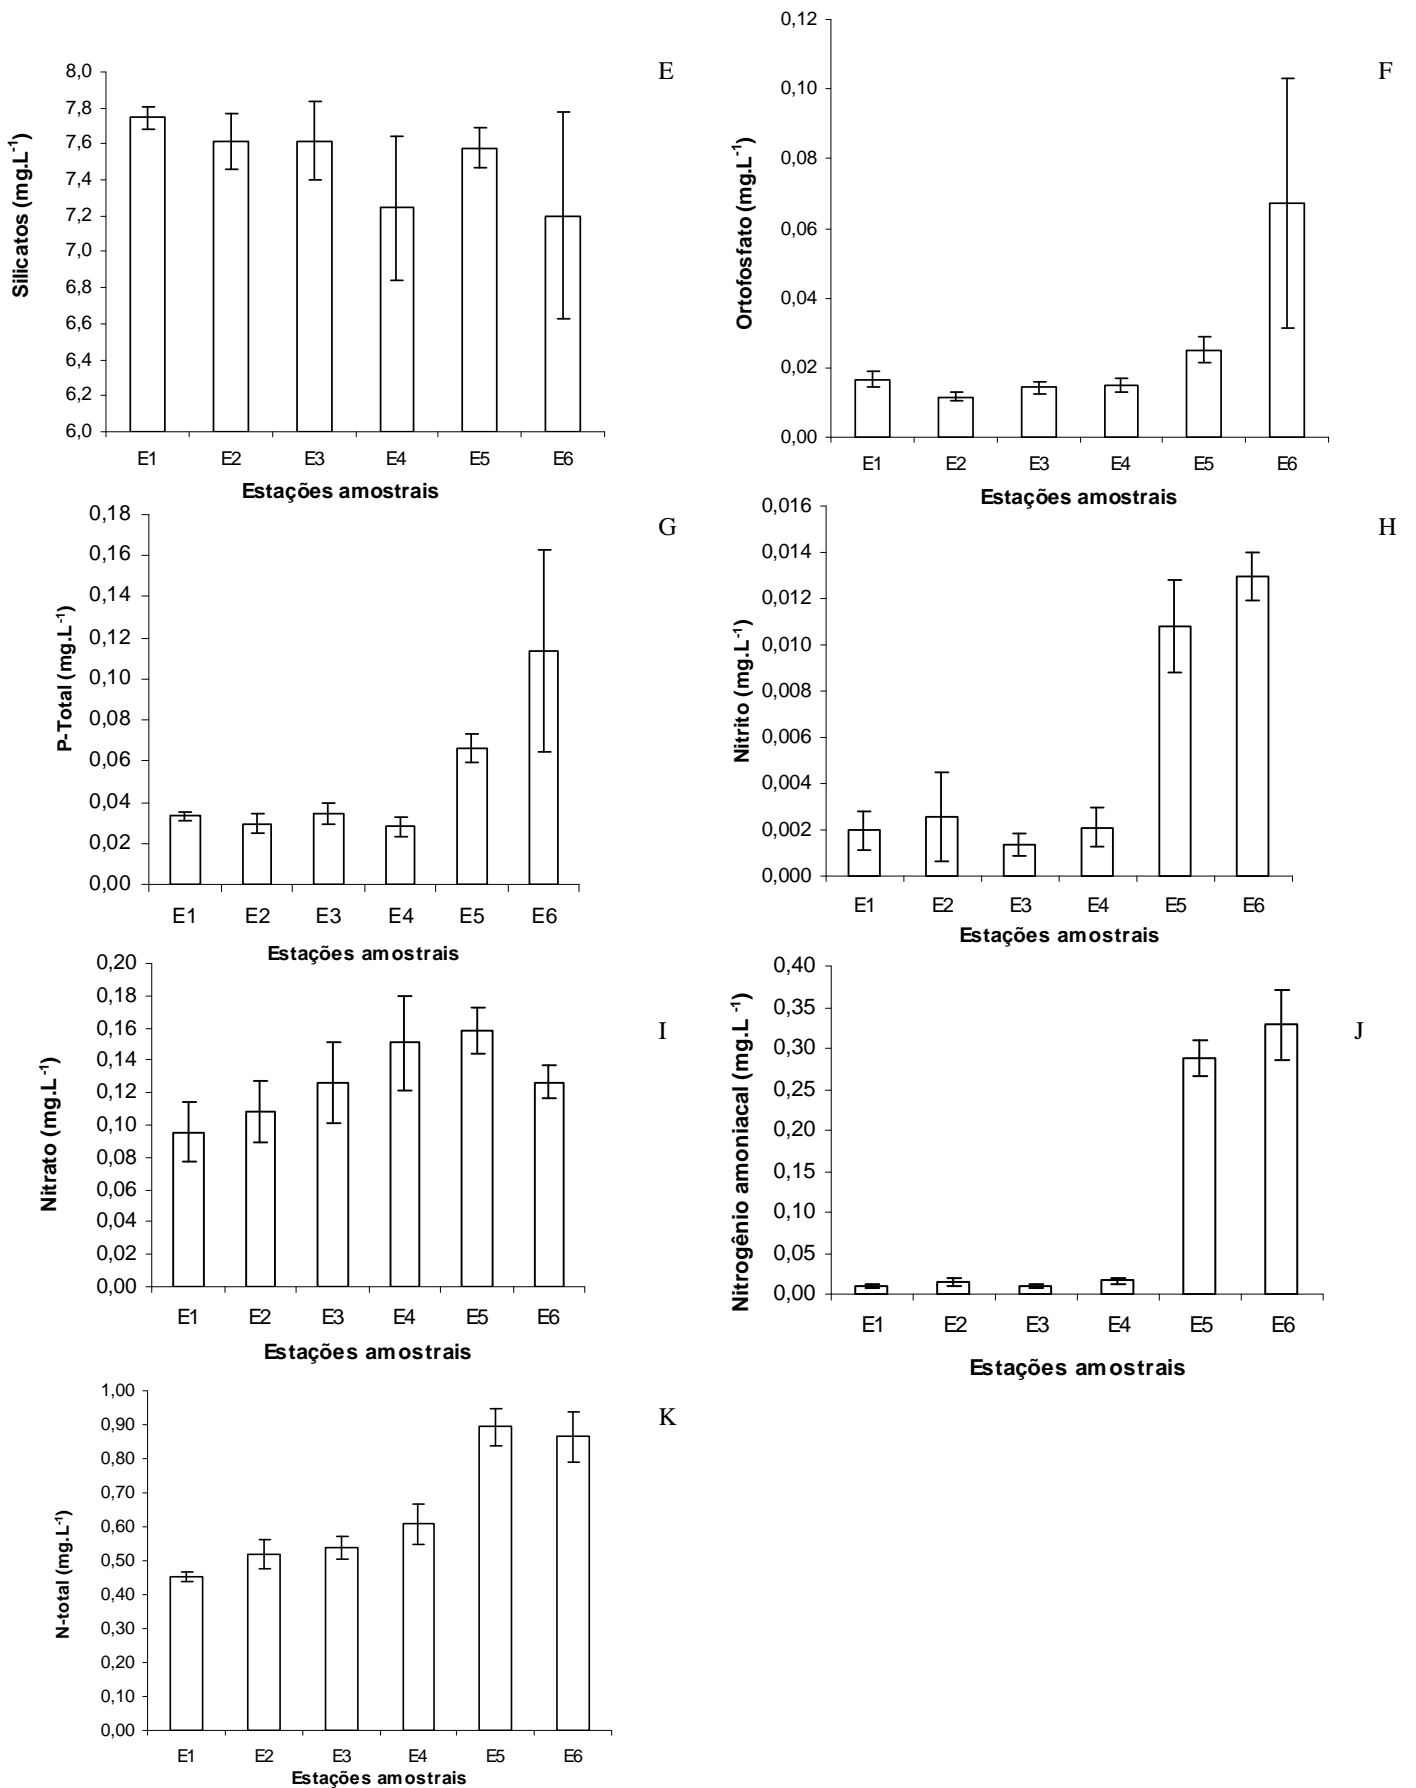 E
Silicatos (mg.L-1)
8,0
7,8
7,6
7,4
7,2
7,0
6,8
6,6
6,4
6,2
6,0
E1 E2 E3 E4 E5 E6
Estações amostrais
F
Ortofosfato (mg.L-1)
0,12
0,10
0,08
0,06
0,04
0,02
0,00
E1 E2 E3 E4 E5 E6
Estações amostrais
G
P-Total (mg.L-1)
0,18
0,16
0,14
0,12
0,10
0,08
0,06
0,04
0,02
0,00
E1 E2 E3 E4 E5 E6
Estações amostrais
H
Nitrito (mg.L-1)
0,016
0,014
0,012
0,010
0,008
0,006
0,004
0,002
0,000
E1 E2 E3 E4 E5 E6
Estações amostrais
I
Nitrato (mg.L-1)
0,20
0,18
0,16
0,14
0,12
0,10
0,08
0,06
0,04
0,02
0,00
E1 E2 E3 E4 E5 E6
Estações amostrais
J
Nitrogênio amoniacal (mg.L-1)
0,40
0,35
0,30
0,25
0,20
0,15
0,10
0,05
0,00
E1 E2 E3 E4 E5 E6
Estações amostrais
K
N-total (mg.L-1)
1,00
0,90
0,80
0,70
0,60
0,50
0,40
0,30
0,20
0,10
0,00
E1 E2 E3 E4 E5 E6
Estações amostrais